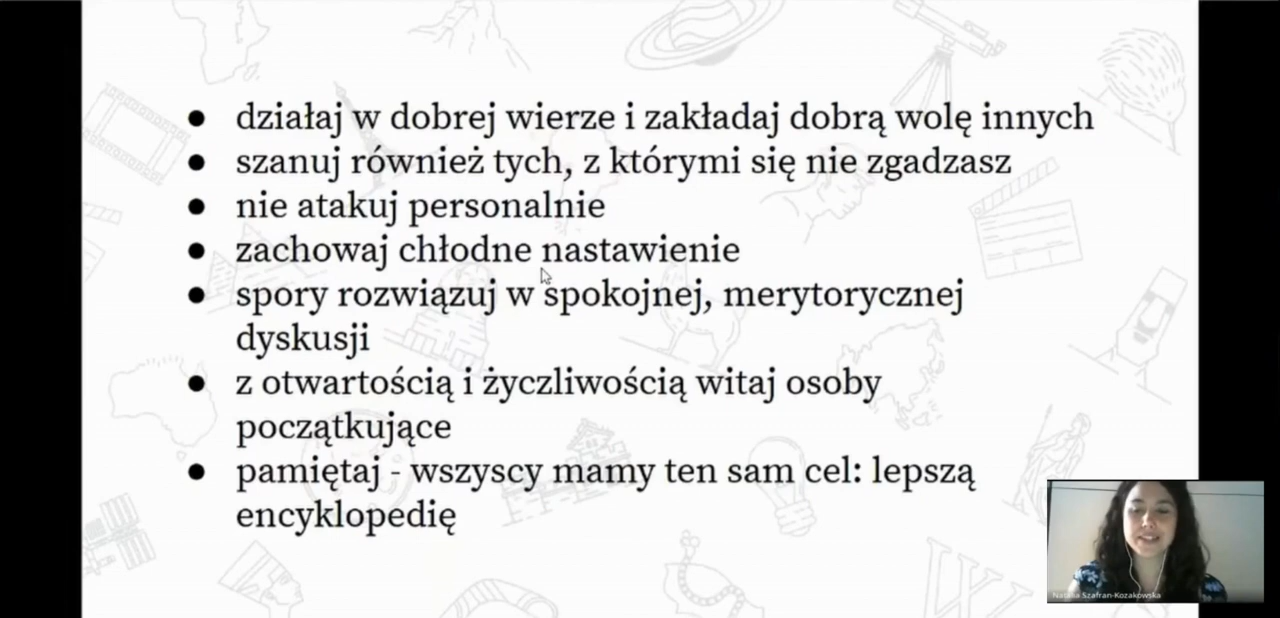 ● działaj w dobrej wierze i zakładaj dobrą wolę innych
● szanuj również tych, z którymi się nie zgadzasz
● nie atakuj personalnie
● zachowaj chłodne nastawienie
● spory rozwiązuj w spokojnej, merytorycznej
dyskusji
● z otwartością i życzliwością witaj osoby
początkujące
● pamiętaj - wszyscy mamy ten sam cel: lepszą
encyklopedię
Natalia Szafran-Kozakowska